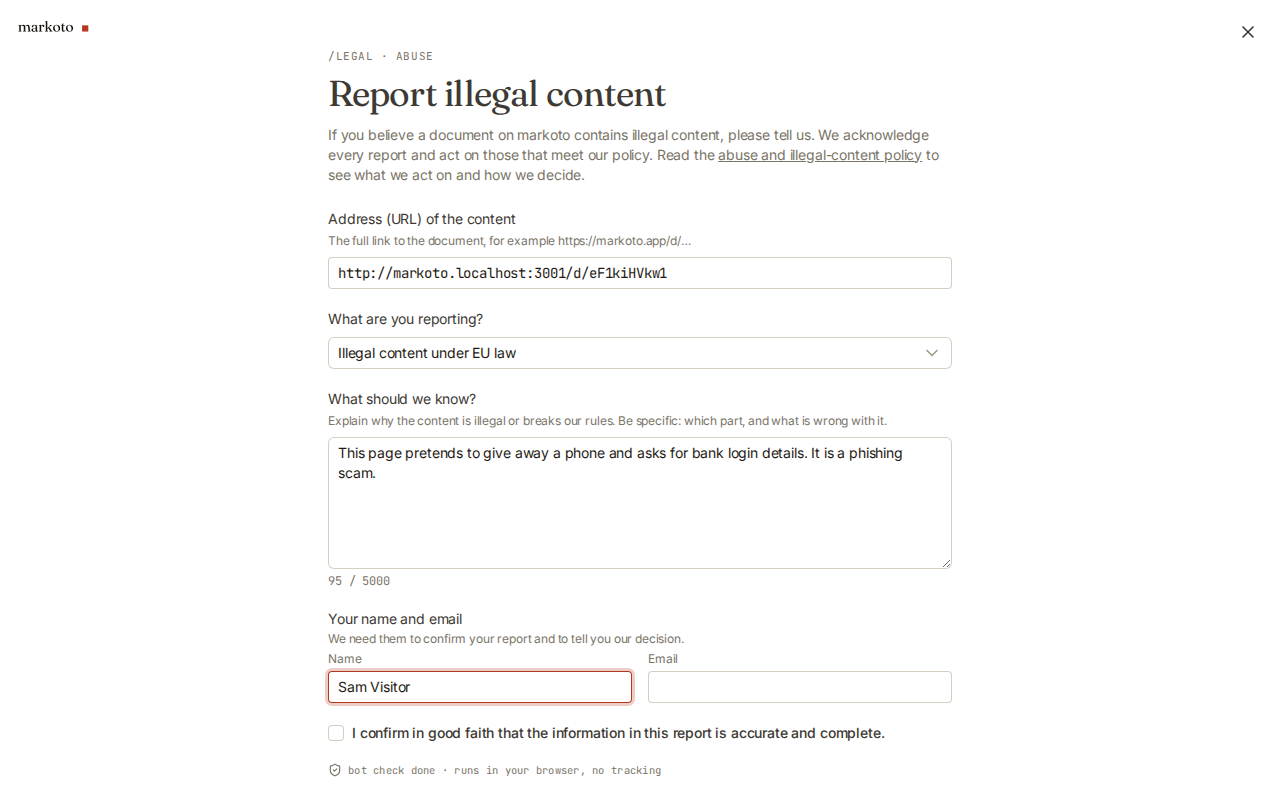 markoto
/LEGAL · ABUSE
Report illegal content
If you believe a document on markoto contains illegal content, please tell us. We acknowledge
every report and act on those that meet our policy. Read the abuse and illegal-content policy to
see what we act on and how we decide.
Address (URL) of the content
The full link to the document, for example https://markoto.app/d/...
http://markoto.localhost:3001/d/eF1kiHVkw1
What are you reporting?
Illegal content under EU law
What should we know?
Explain why the content is illegal or breaks our rules. Be specific: which part, and what is wrong with it.
This page pretends to give away a phone and asks for bank login details. It is a phishing
scam.
95 / 5000
Your name and email
We need them to confirm your report and to tell you our decision.
Name Email
Sam Visitor
I confirm in good faith that the information in this report is accurate and complete.
bot check done · runs in your browser, no tracking